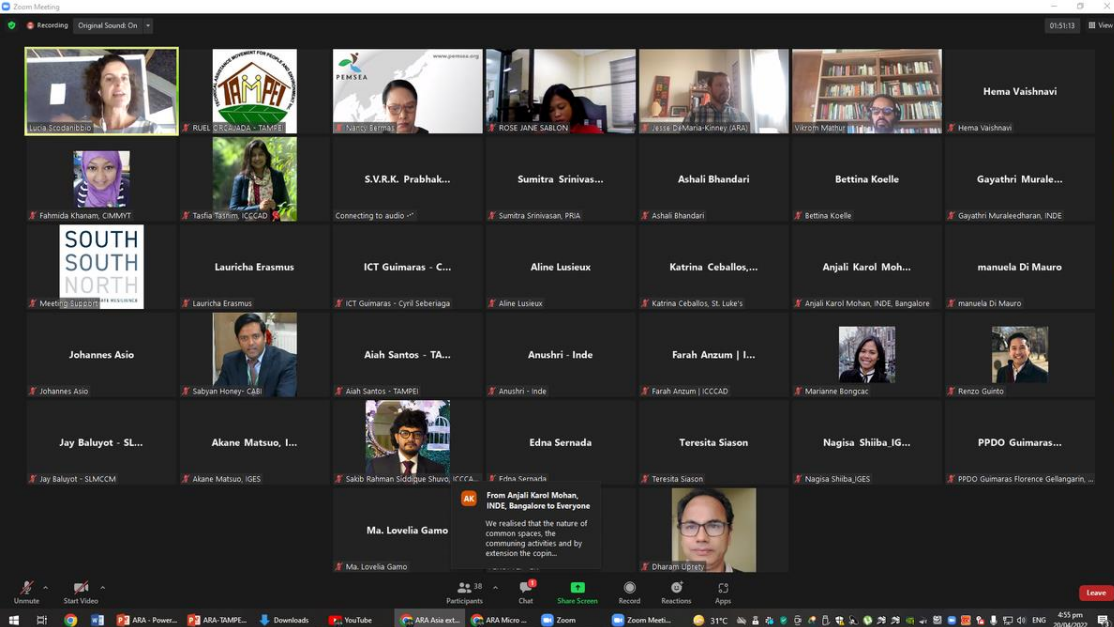 Zoom Meeting
Recording
Original Sound: On
01:51:13
View
Lucia Scodanibbio
TAMPEI
RUEL ORCAJADA - TAMPEI
PEMSEA
www.pemsea.org
Nancy Bermas
ROSE JANE SABLON
Jesse DeMaria-Kinney (ARA)
Vikrom Mathur
Hema Vaishnavi
Hema Vaishnavi
Fahmida Khanam, CIMMYT
Tasfia Tasnim, ICCCAD
S.V.R.K. Prabhak...
Connecting to audio
Sumitra Srinivas...
Sumitra Srinivasan, PRIA
Ashali Bhandari
Ashali Bhandari
Bettina Koelle
Bettina Koelle
Gayathri Murale...
Gayathri Muraleedharan, INDE
SOUTH
SOUTH
NORTH
Meeting Support
Lauricha Erasmus
Lauricha Erasmus
ICT Guimaras - C...
ICT Guimaras - Cyril Seberiaga
Aline Lusieux
Aline Lusieux
Katrina Ceballos,...
Katrina Ceballos, St. Luke's
Anjali Karol Moh...
Anjali Karol Mohan, INDE, Bangalore
manuela Di Mauro
manuela Di Mauro
Johannes Asio
Johannes Asio
Sabyan Honey- CABI
Aiah Santos - TA...
Aiah Santos - TAMPEI
Anushri - Inde
Anushri - Inde
Farah Anzum | I...
Farah Anzum | ICCCAD
Marianne Bongcac
Renzo Guinto
Jay Baluyot - SL...
Jay Baluyot - SLMCCM
Akane Matsuo, I...
Akane Matsuo, IGES
Sakib Rahman Siddique Shuvo, ICCCA...
Edna Sernada
Edna Sernada
Teresita Siason
Teresita Siason
Nagisa Shiiba_IG...
Nagisa Shiiba_IGES
PPDO Guimaras...
PPDO Guimaras Florence Gellangarin, ...
Ma. Lovelia Gamo
Ma. Lovelia Gamo
AK
From Anjali Karol Mohan,
INDE, Bangalore to Everyone
We realised that the nature of
common spaces, the
communing activities and by
extension the copin...
Dharam Uprety
Unmute
Start Video
38
Participants
Chat
Share Screen
Record
Reactions
Apps
Leave
ARA - Power...
ARA-TAMPE...
Downloads
YouTube
ARA Asia ext...
ARA Micro ...
Zoom
Zoom Meeti...
31°C
ENG
4:55 pm
20/04/2022